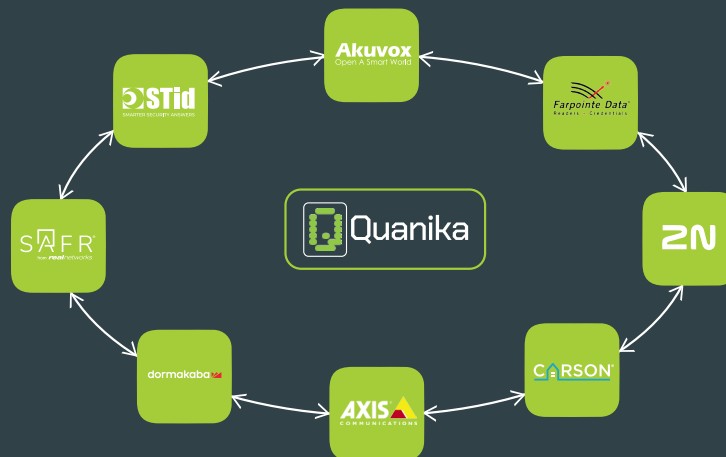 Akuvox
Open A Smart World
STid
SMARTER SECURITY ANSWERS
Farpointe Data
Readers · Credentials
SAFR
from realnetworks
Quanika
2N
dormakaba
CARSON
AXIS
COMMUNICATIONS